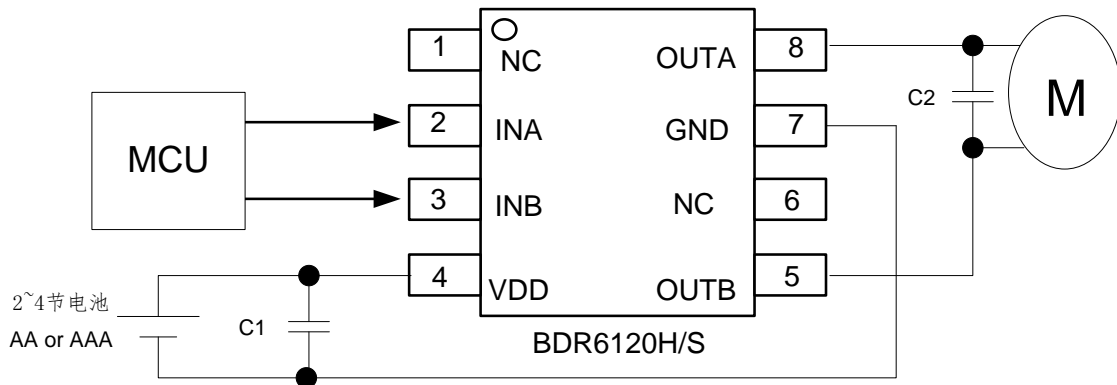 1
NC
OUTA
8
C2
M
MCU
2
INA
GND
7
3
INB
NC
6
2~4节电池
AA or AAA
C1
4
VDD
OUTB
5
BDR6120H/S